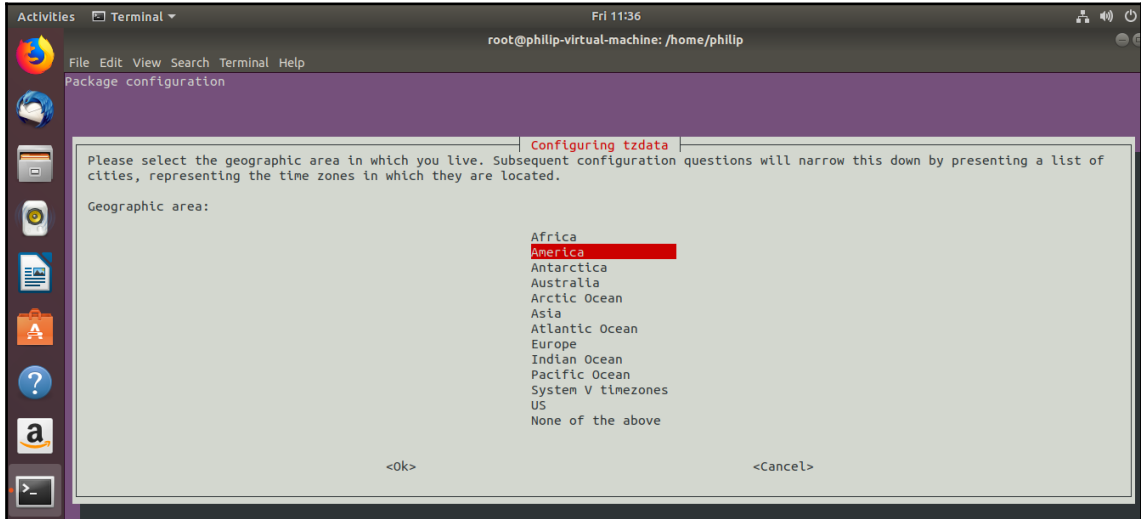 Activities Terminal Fri 11:36
root@philip-virtual-machine: /home/philip
File Edit View Search Terminal Help
Package configuration
Configuring tzdata
Please select the geographic area in which you live. Subsequent configuration questions will narrow this down by presenting a list of
cities, representing the time zones in which they are located.
Geographic area:
Africa
America
Antarctica
Australia
Arctic Ocean
Asia
Atlantic Ocean
Europe
Indian Ocean
Pacific Ocean
System V timezones
US
None of the above
<Ok> <Cancel>